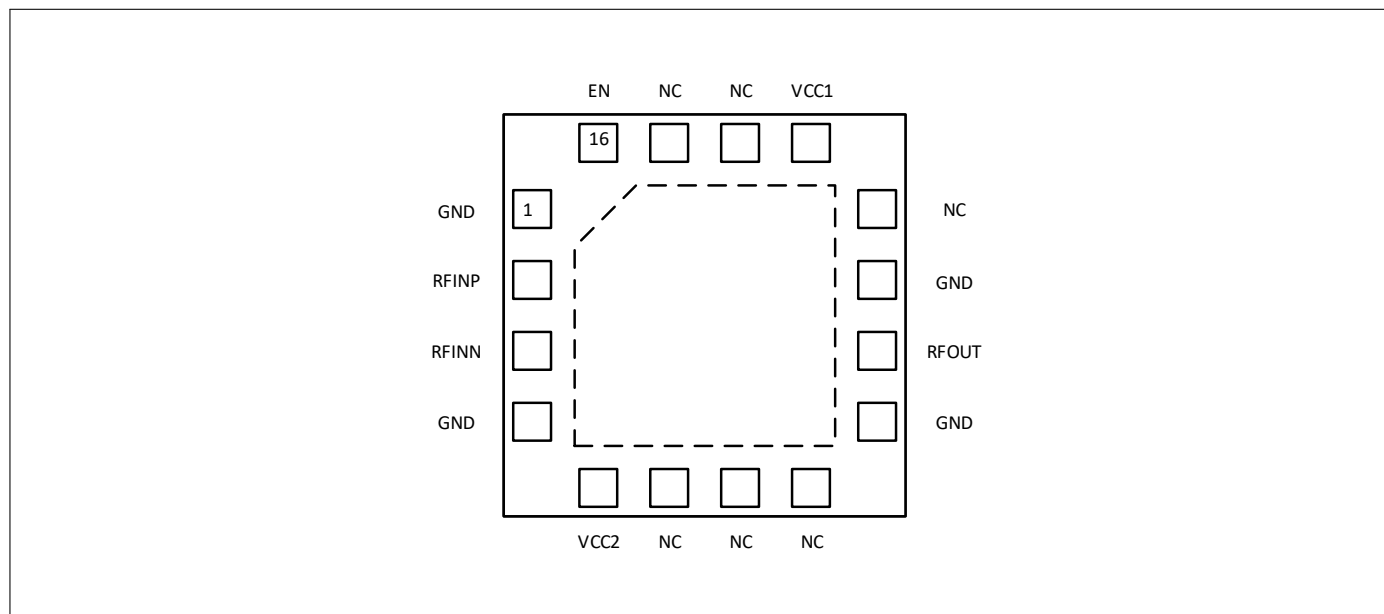 EN NC NC VCC1
16
GND 1 NC
RFINP GND
RFINN RFOUT
GND GND
VCC2 NC NC NC